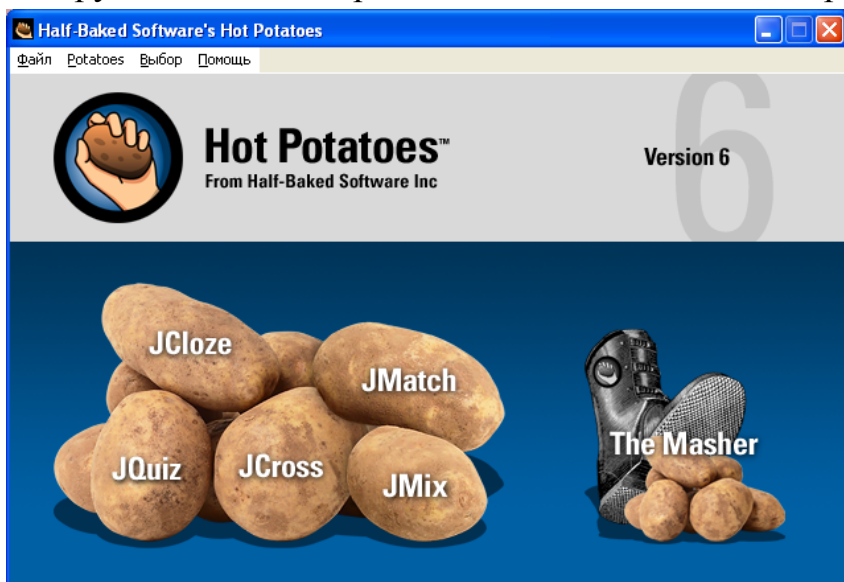 Half-Baked Software's Hot Potatoes
Файл Potatoes Выбор Помощь
Hot Potatoes™
From Half-Baked Software Inc
Version 6
6
JCloze
JMatch
The Masher
JQuiz
JCross
JMix